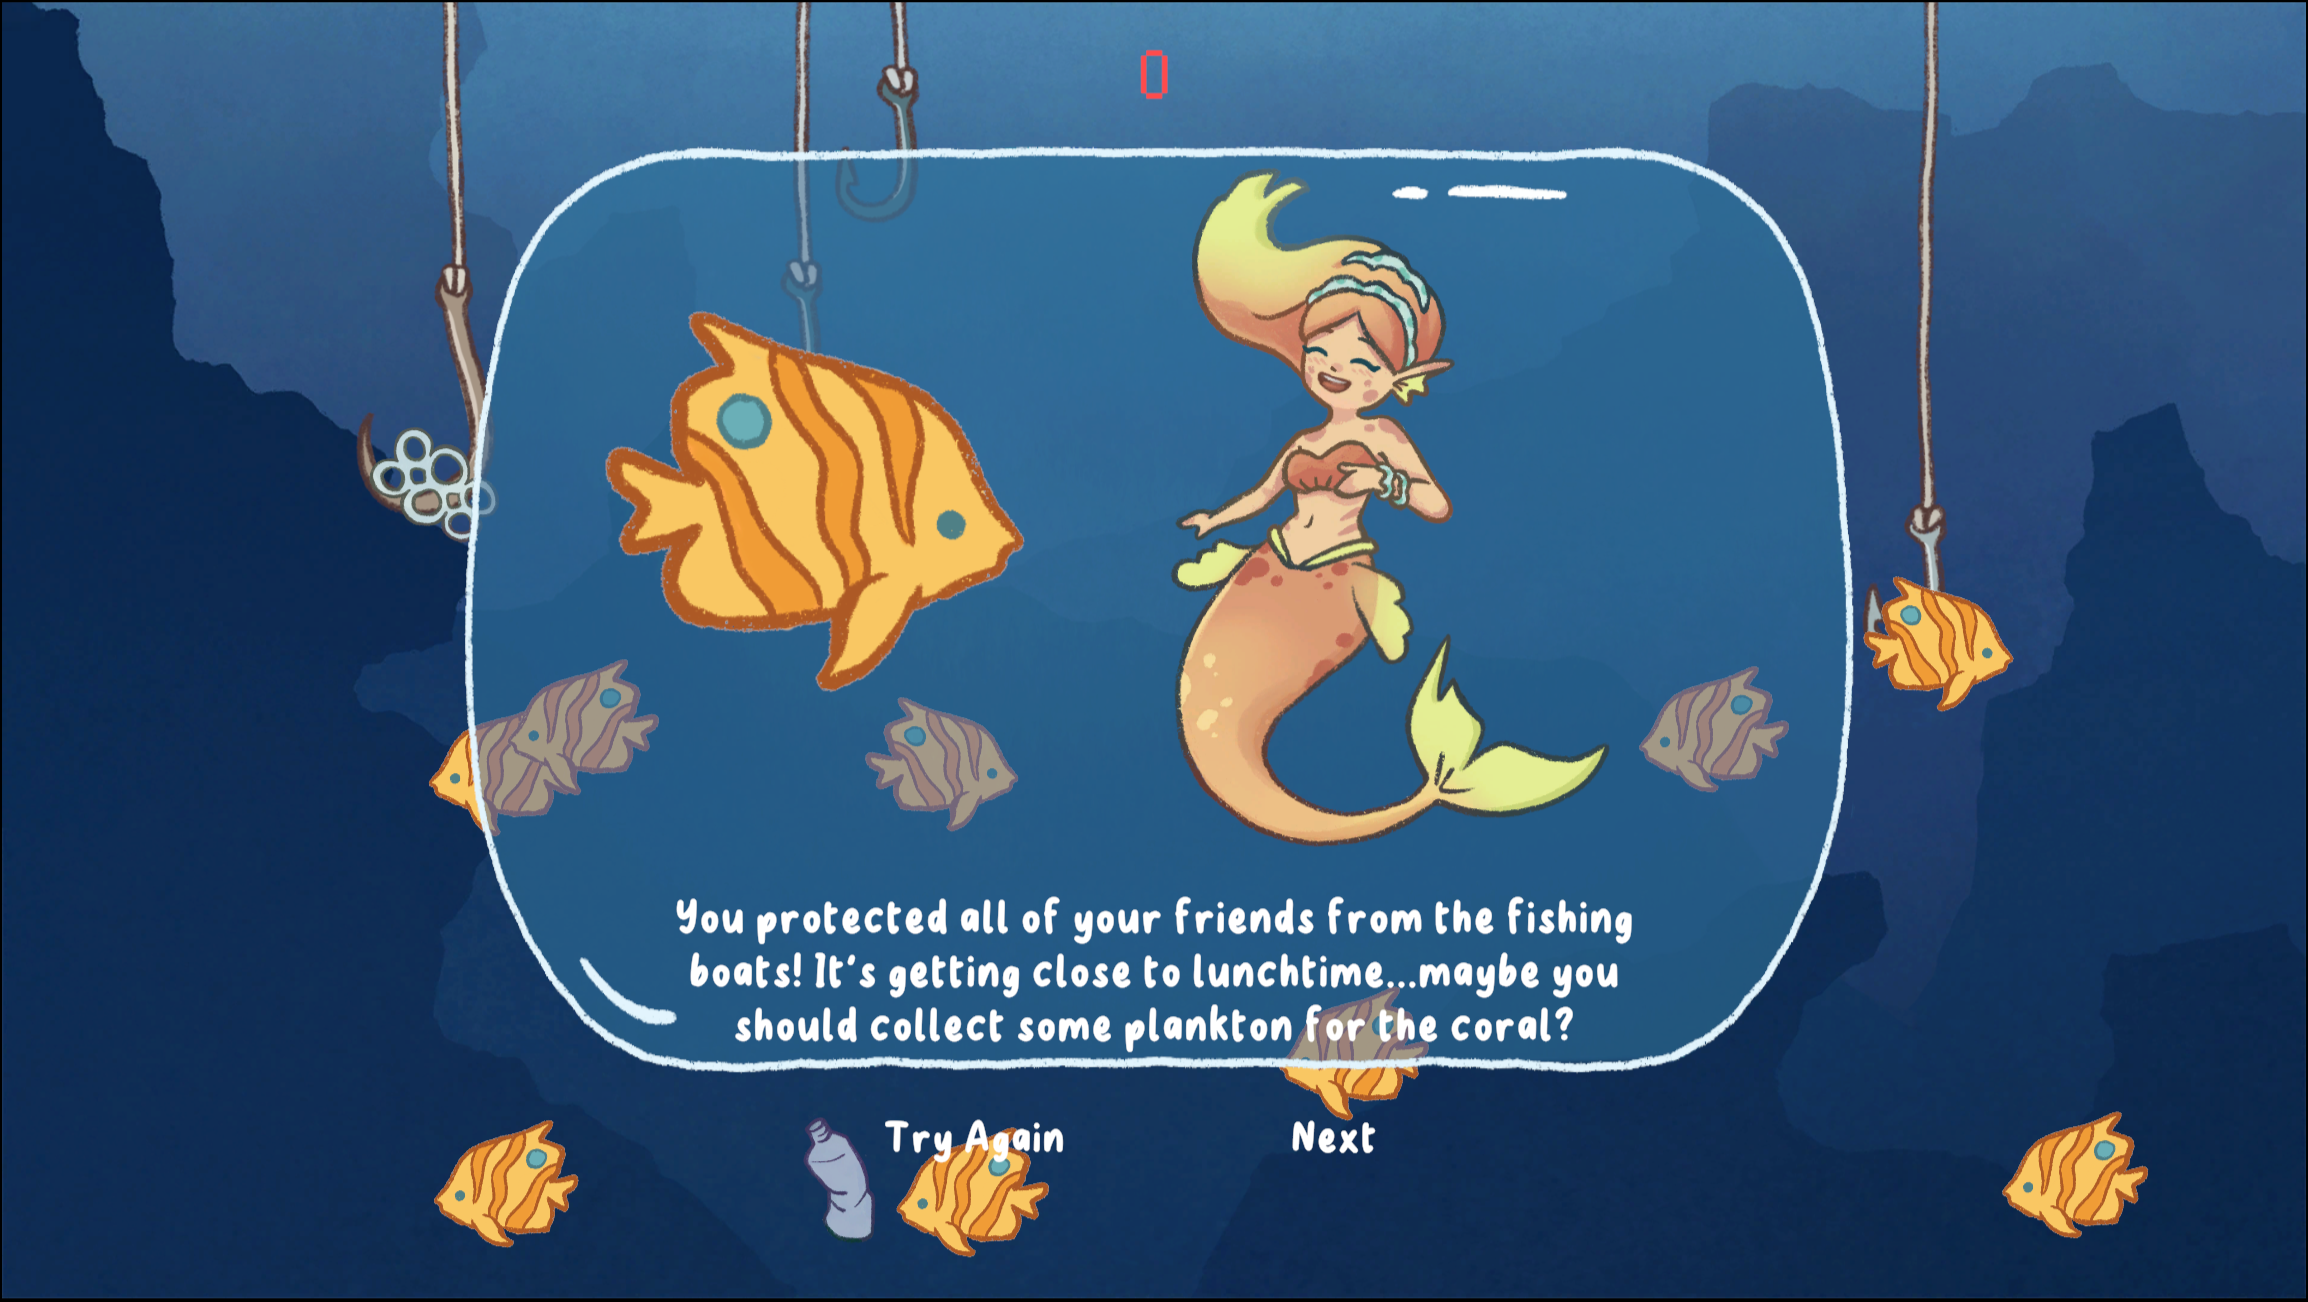 0
You protected all of your friends from the fishing
boats! It's getting close to lunchtime...maybe you
should collect some plankton for the coral?
Try Again
Next